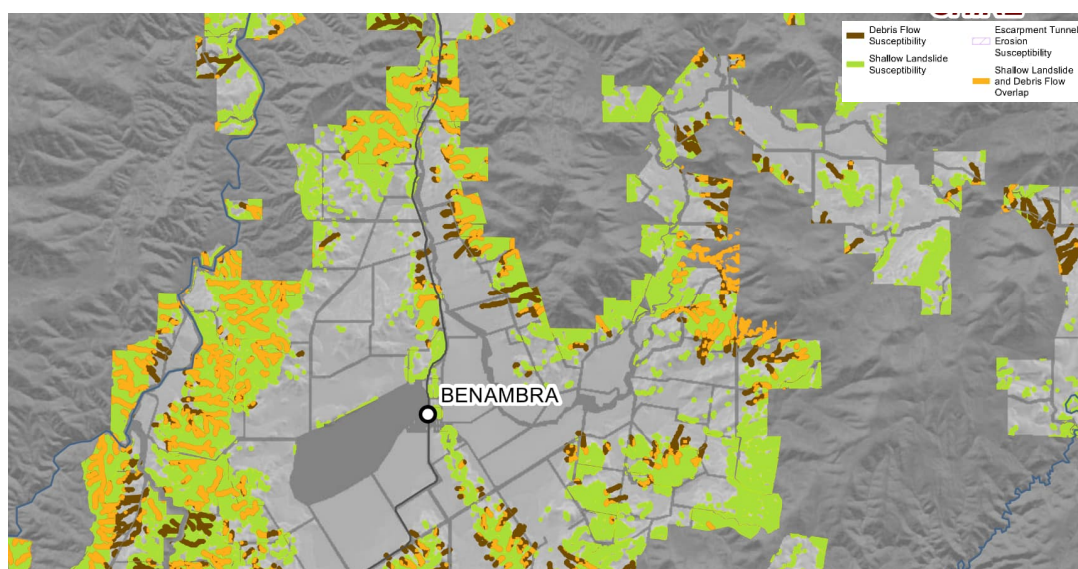 Debris Flow
Susceptibility
Shallow Landslide
Susceptibility
Escarpment Tunnel
Erosion
Susceptibility
Shallow Landslide
and Debris Flow
Overlap
BENAMBRA